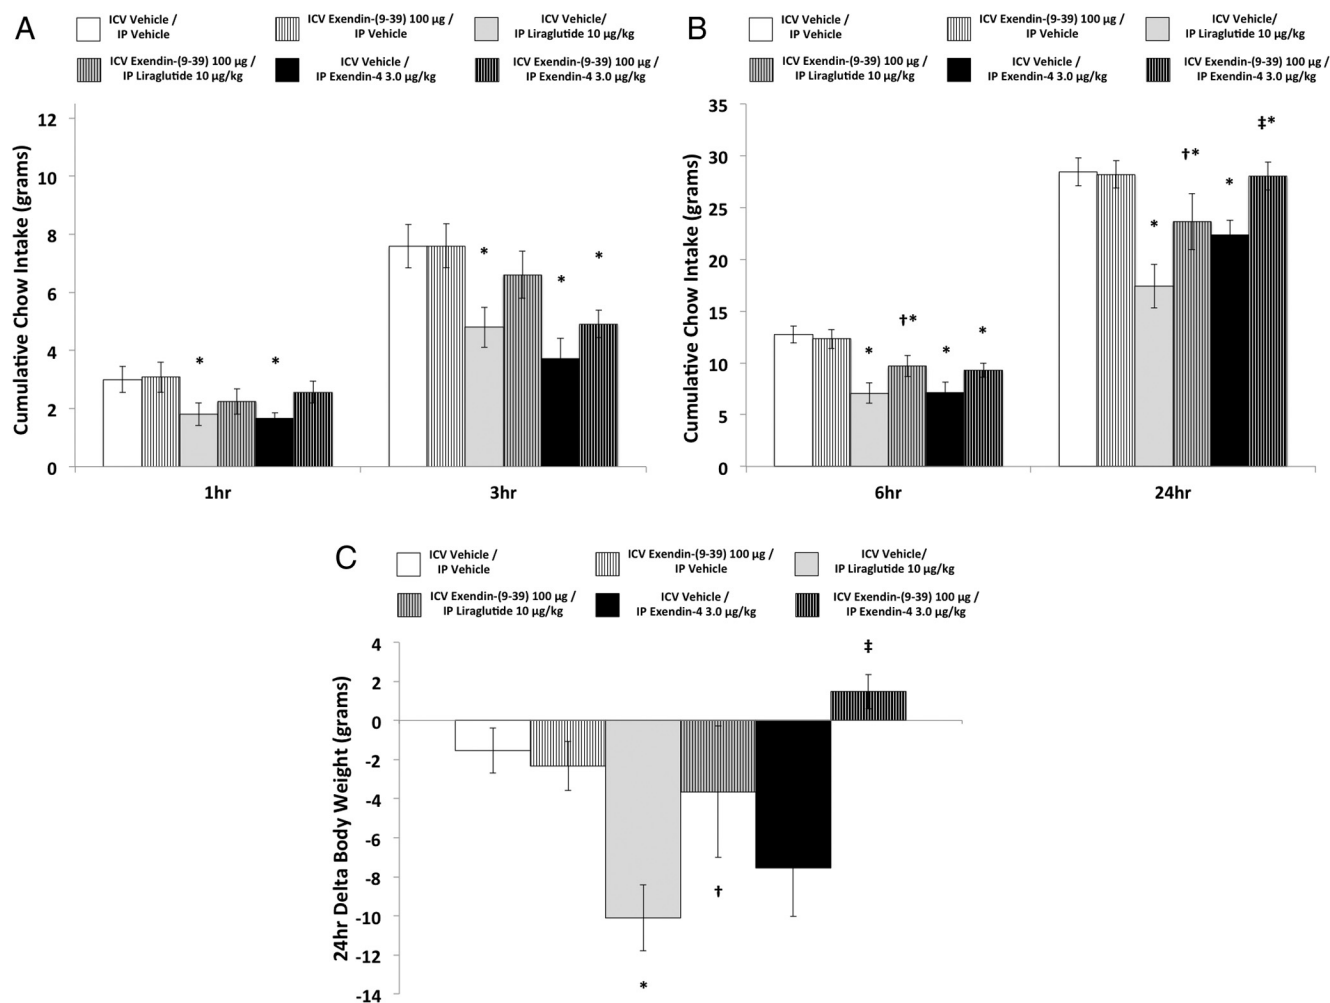 A
ICV Vehicle /
IP Vehicle
ICV Exendin-(9-39) 100 µg /
IP Vehicle
ICV Vehicle/
IP Liraglutide 10 µg/kg
ICV Exendin-(9-39) 100 µg /
IP Liraglutide 10 µg/kg
ICV Vehicle /
IP Exendin-4 3.0 µg/kg
ICV Exendin-(9-39) 100 µg /
IP Exendin-4 3.0 µg/kg
Cumulative Chow Intake (grams)
12
10
8
6
4
2
0
*
*
*
*
*
1hr
3hr
B
ICV Vehicle /
IP Vehicle
ICV Exendin-(9-39) 100 µg /
IP Vehicle
ICV Vehicle/
IP Liraglutide 10 µg/kg
ICV Exendin-(9-39) 100 µg /
IP Liraglutide 10 µg/kg
ICV Vehicle /
IP Exendin-4 3.0 µg/kg
ICV Exendin-(9-39) 100 µg /
IP Exendin-4 3.0 µg/kg
Cumulative Chow Intake (grams)
35
30
25
20
15
10
5
0
*
†*
*
*
*
†*
*
‡*
6hr
24hr
C
ICV Vehicle /
IP Vehicle
ICV Exendin-(9-39) 100 µg /
IP Vehicle
ICV Vehicle/
IP Liraglutide 10 µg/kg
ICV Exendin-(9-39) 100 µg /
IP Liraglutide 10 µg/kg
ICV Vehicle /
IP Exendin-4 3.0 µg/kg
ICV Exendin-(9-39) 100 µg /
IP Exendin-4 3.0 µg/kg
24hr Delta Body Weight (grams)
4
2
0
-2
-4
-6
-8
-10
-12
-14
*
†
‡